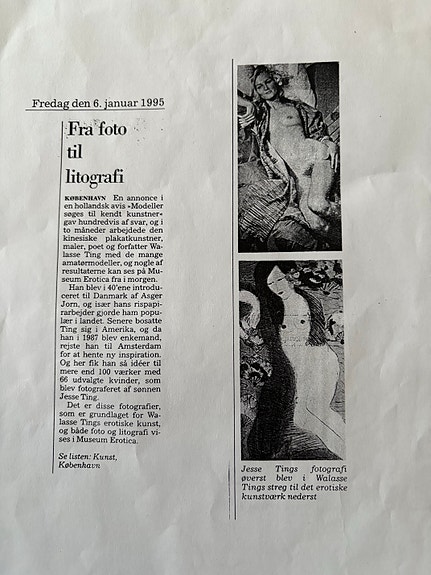 Fredag den 6. januar 1995
Fra foto
til
litografi
KØBENHAVN En annonce i
en hollandsk avis »Modeller
søges til kendt kunstner«
gav hundredvis af svar, og i
to måneder arbejdede den
kinesiske plakatkunstner,
maler, poet og forfatter Wa-
lasse Ting med de mange
amatørmodeller, og nogle af
resultaterne kan ses på Mu-
seum Erotica fra i morgen.
Han blev i 40'ene introdu-
ceret til Danmark af Asger
Jorn, og især hans rispapir-
arbejder gjorde ham popu-
lær i landet. Senere bosatte
Ting sig i Amerika, og da
han i 1987 blev enkemand,
rejste han til Amsterdam
for at hente ny inspiration.
Og her fik han så idéer til
mere end 100 værker med
66 udvalgte kvinder, som
blev fotograferet af sønnen
Jesse Ting.
Det er disse fotografier,
som er grundlaget for Wa-
lasse Tings erotiske kunst,
og både foto og litografi vi-
ses i Museum Erotica.
Se listen: Kunst,
København
Jesse Tings fotografi
øverst blev i Walasse
Tings streg til det erotiske
kunstværk nederst